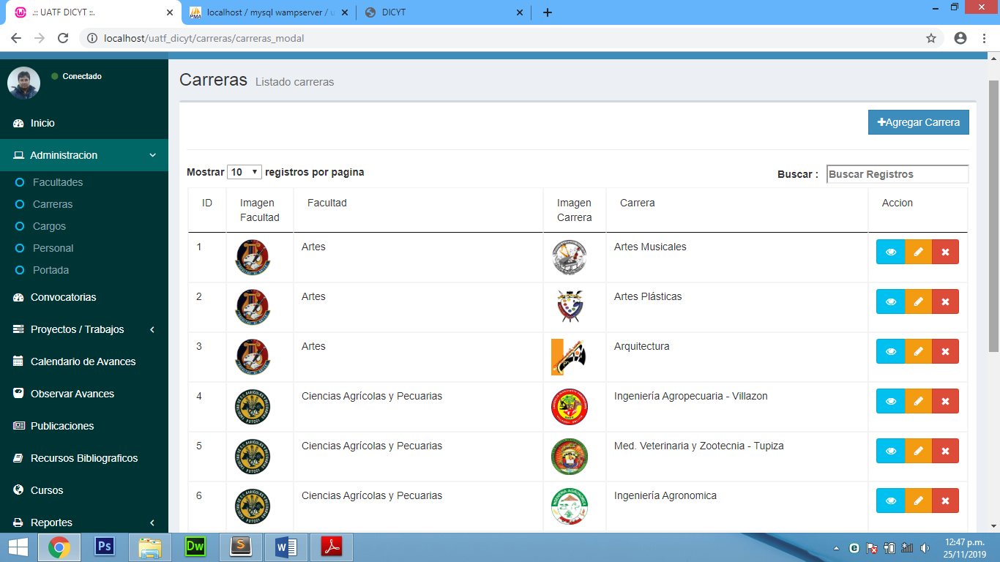 .:: UATF DICYT ::.
localhost / mysql wampserver / u
DICYT
localhost/uatf_dicyt/carreras/carreras_modal
Conectado
Inicio
Administracion
Facultades
Carreras
Cargos
Personal
Portada
Convocatorias
Proyectos / Trabajos
Calendario de Avances
Observar Avances
Publicaciones
Recursos Bibliograficos
Cursos
Reportes
Carreras Listado carreras
Agregar Carrera
Mostrar 10 registros por pagina
Buscar : Buscar Registros
ID Imagen Facultad Facultad Imagen Carrera Carrera Accion
1 Artes Artes Musicales
2 Artes Artes Plásticas
3 Artes Arquitectura
4 Ciencias Agrícolas y Pecuarias Ingeniería Agropecuaria - Villazon
5 Ciencias Agrícolas y Pecuarias Med. Veterinaria y Zootecnia - Tupiza
6 Ciencias Agrícolas y Pecuarias Ingeniería Agronomica
Ps
Dw
S
W
12:47 p.m.
25/11/2019